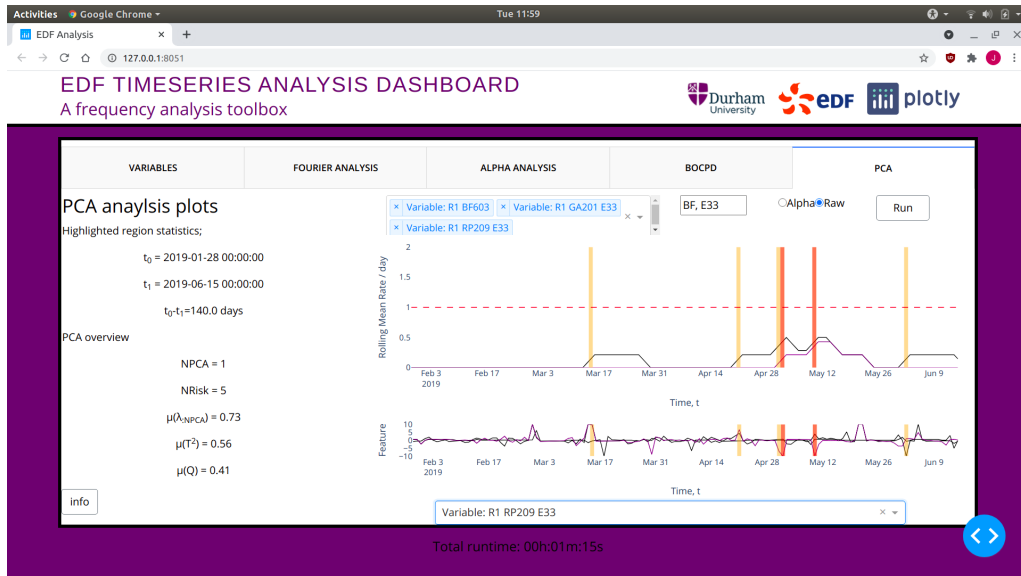 Activities Google Chrome Tue 11:59
EDF Analysis × +
127.0.0.1:8051 J
EDF TIMESERIES ANALYSIS DASHBOARD
A frequency analysis toolbox
Durham
University
eDF
plotly
VARIABLES FOURIER ANALYSIS ALPHA ANALYSIS BOCPD PCA
PCA anaylsis plots
Highlighted region statistics;
t0 = 2019-01-28 00:00:00
t1 = 2019-06-15 00:00:00
t0-t1=140.0 days
PCA overview
NPCA = 1
NRisk = 5
μ(λ:NPCA) = 0.73
μ(T²) = 0.56
μ(Q) = 0.41
info
× Variable: R1 BF603 × Variable: R1 GA201 E33
× Variable: R1 RP209 E33
BF, E33
Alpha Raw
Run
Rolling Mean Rate / day
2
1.5
1
0.5
0
Feb 3 Feb 17 Mar 3 Mar 17 Mar 31 Apr 14 Apr 28 May 12 May 26 Jun 9
2019
Time, t
Feature
10
5
0
−5
−10
Feb 3 Feb 17 Mar 3 Mar 17 Mar 31 Apr 14 Apr 28 May 12 May 26 Jun 9
2019
Time, t
Variable: R1 RP209 E33 ×
Total runtime: 00h:01m:15s